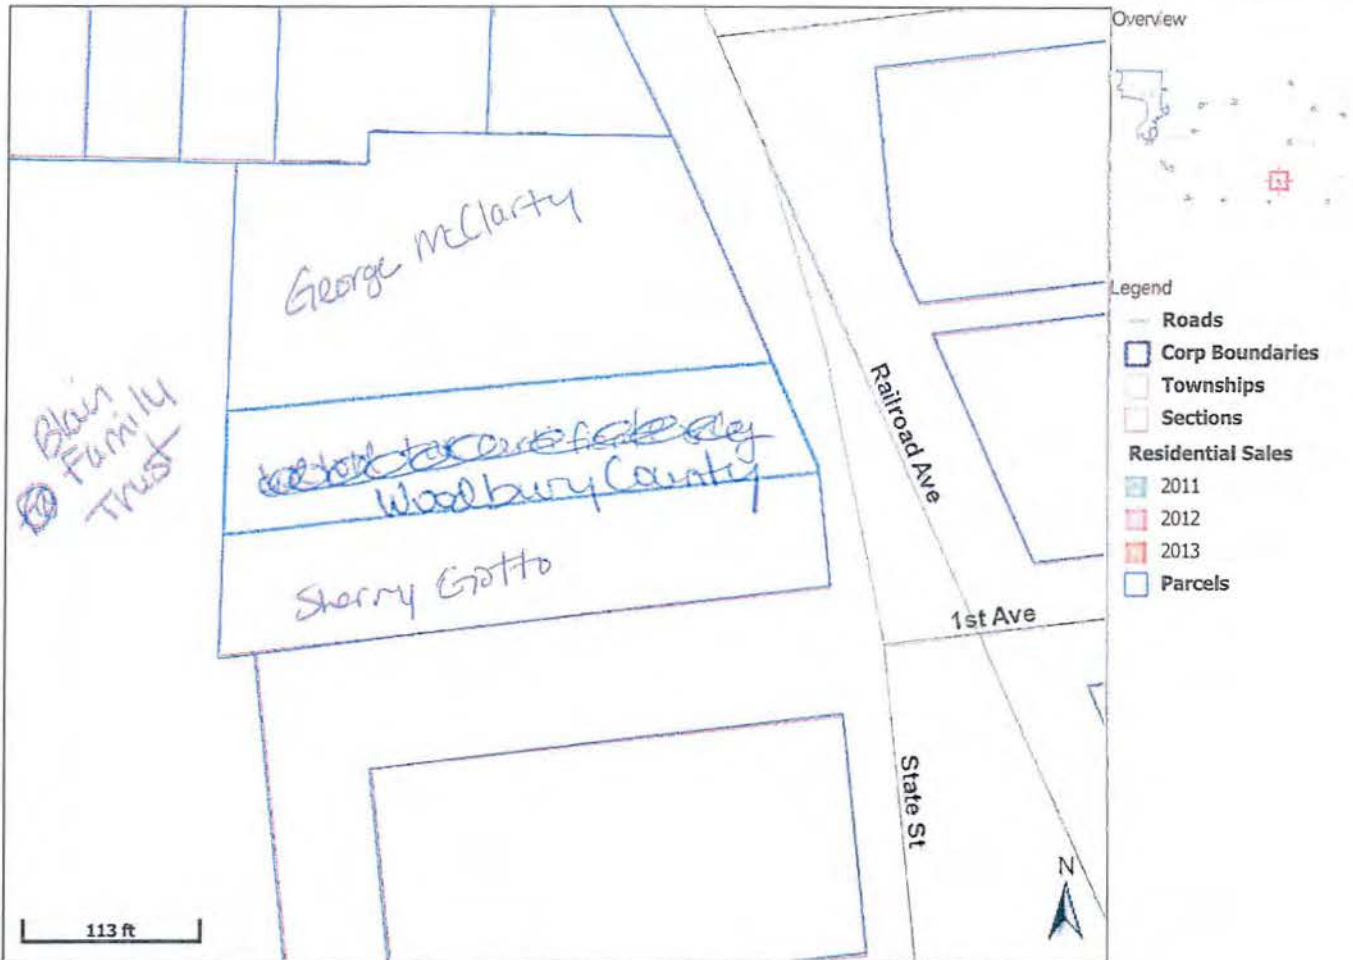 Overview
George McClarty
Legend
Roads
Corp Boundaries
Townships
Sections
Residential Sales
2011
2012
2013
Parcels
Railroad Ave
Blair
Family
Trust
Woodbury County
Sherry Gotto
1st Ave
State St
N
113 ft